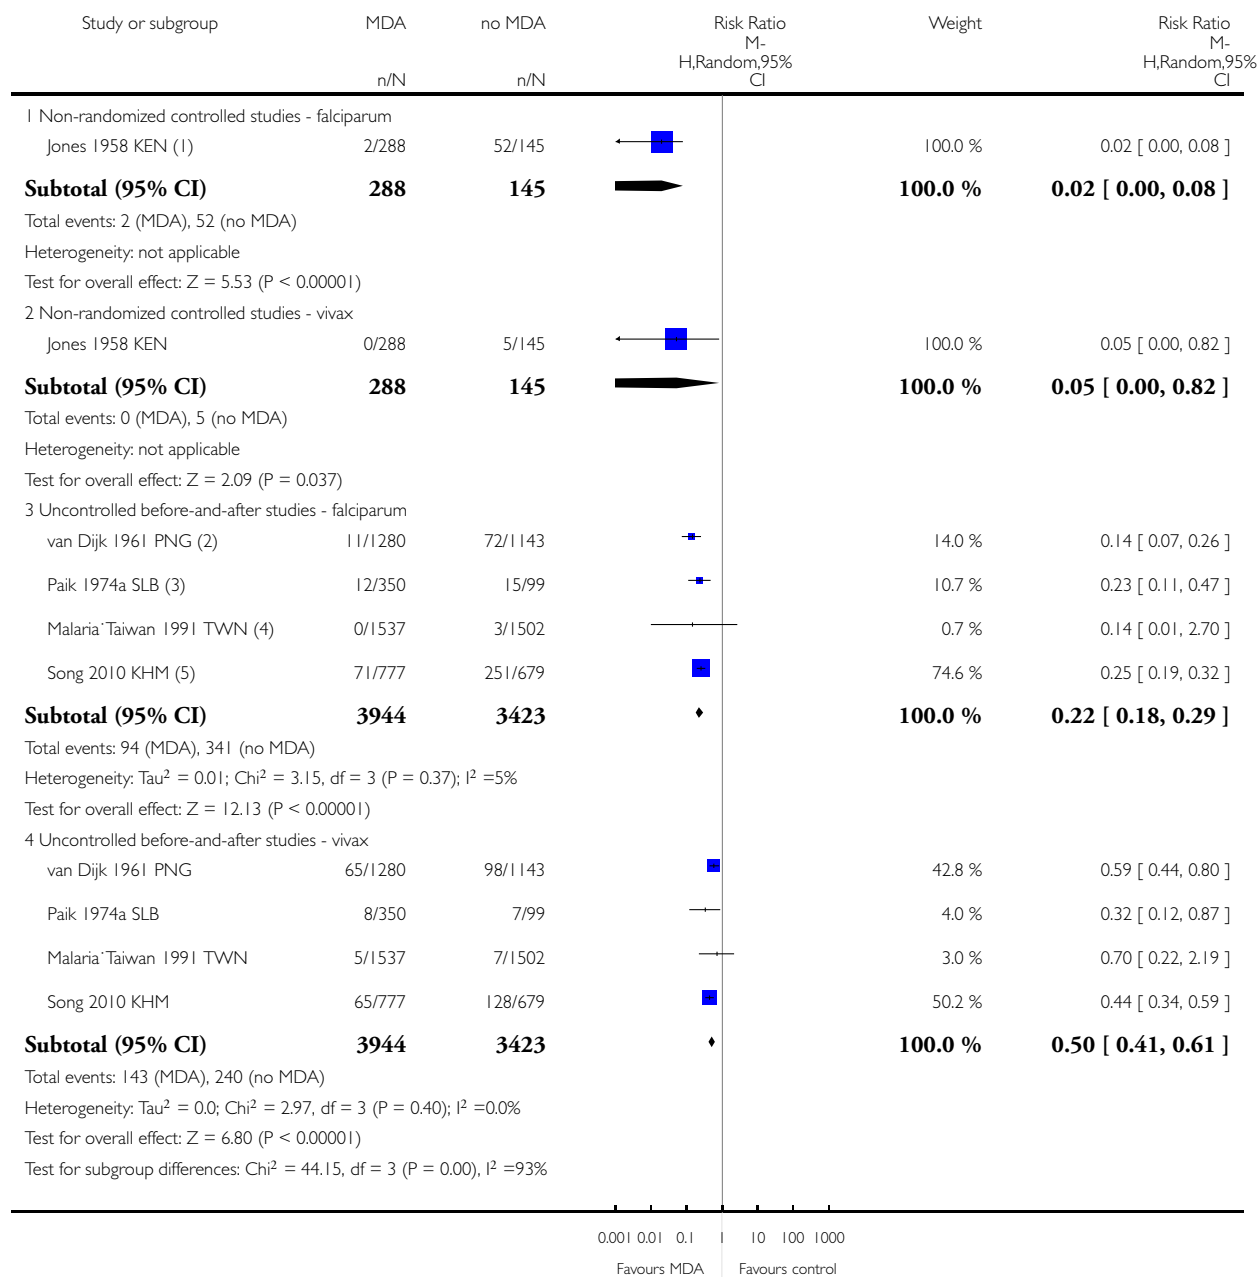 Study or subgroup MDA no MDA Risk Ratio Weight Risk Ratio
M- M-
H,Random,95% H,Random,95%
n/N n/N CI CI
1 Non-randomized controlled studies - falciparum
Jones 1958 KEN (1) 2/288 52/145 100.0 % 0.02 [ 0.00, 0.08 ]
Subtotal (95% CI) 288 145 100.0 % 0.02 [ 0.00, 0.08 ]
Total events: 2 (MDA), 52 (no MDA)
Heterogeneity: not applicable
Test for overall effect: Z = 5.53 (P < 0.00001)
2 Non-randomized controlled studies - vivax
Jones 1958 KEN 0/288 5/145 100.0 % 0.05 [ 0.00, 0.82 ]
Subtotal (95% CI) 288 145 100.0 % 0.05 [ 0.00, 0.82 ]
Total events: 0 (MDA), 5 (no MDA)
Heterogeneity: not applicable
Test for overall effect: Z = 2.09 (P = 0.037)
3 Uncontrolled before-and-after studies - falciparum
van Dijk 1961 PNG (2) 11/1280 72/1143 14.0 % 0.14 [ 0.07, 0.26 ]
Paik 1974a SLB (3) 12/350 15/99 10.7 % 0.23 [ 0.11, 0.47 ]
Malaria˙Taiwan 1991 TWN (4) 0/1537 3/1502 0.7 % 0.14 [ 0.01, 2.70 ]
Song 2010 KHM (5) 71/777 251/679 74.6 % 0.25 [ 0.19, 0.32 ]
Subtotal (95% CI) 3944 3423 100.0 % 0.22 [ 0.18, 0.29 ]
Total events: 94 (MDA), 341 (no MDA)
Heterogeneity: Tau² = 0.01; Chi² = 3.15, df = 3 (P = 0.37); I² =5%
Test for overall effect: Z = 12.13 (P < 0.00001)
4 Uncontrolled before-and-after studies - vivax
van Dijk 1961 PNG 65/1280 98/1143 42.8 % 0.59 [ 0.44, 0.80 ]
Paik 1974a SLB 8/350 7/99 4.0 % 0.32 [ 0.12, 0.87 ]
Malaria˙Taiwan 1991 TWN 5/1537 7/1502 3.0 % 0.70 [ 0.22, 2.19 ]
Song 2010 KHM 65/777 128/679 50.2 % 0.44 [ 0.34, 0.59 ]
Subtotal (95% CI) 3944 3423 100.0 % 0.50 [ 0.41, 0.61 ]
Total events: 143 (MDA), 240 (no MDA)
Heterogeneity: Tau² = 0.0; Chi² = 2.97, df = 3 (P = 0.40); I² =0.0%
Test for overall effect: Z = 6.80 (P < 0.00001)
Test for subgroup differences: Chi² = 44.15, df = 3 (P = 0.00), I² =93%
0.001 0.01 0.1 1 10 100 1000
Favours MDA Favours control